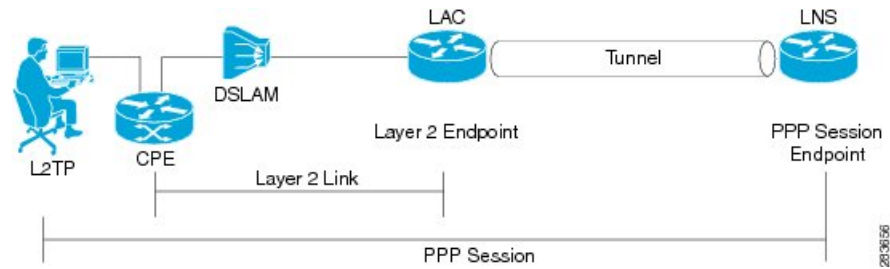 LAC
LNS
Tunnel
DSLAM
Layer 2 Endpoint
PPP Session
Endpoint
CPE
L2TP
Layer 2 Link
PPP Session
283656